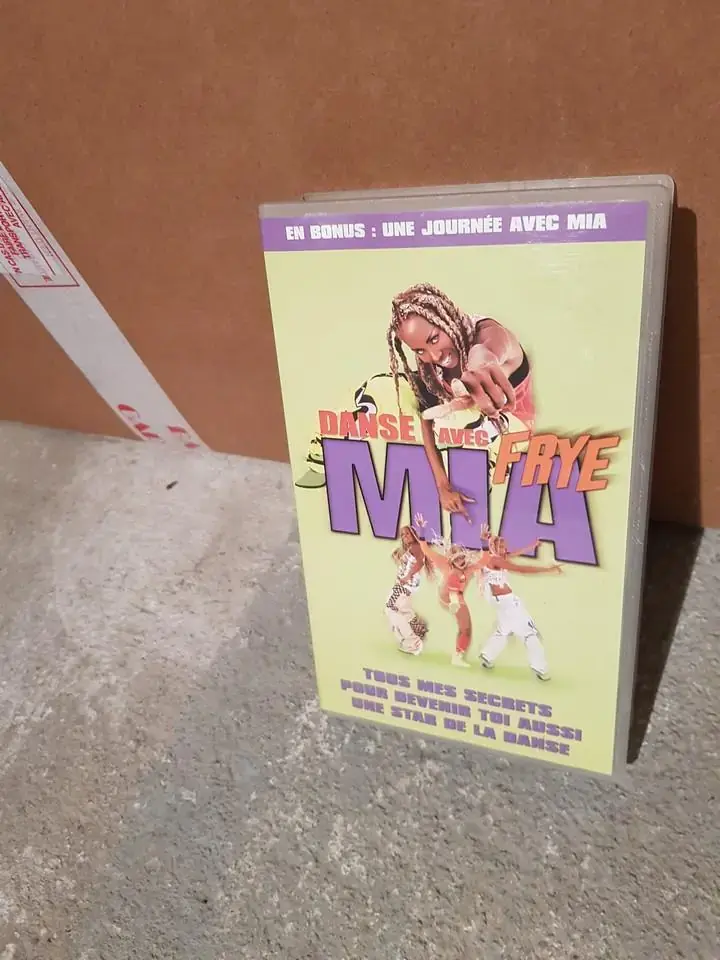 EN BONUS : UNE JOURNÉE AVEC MIA
DANSE AVEC
MIA FRYE
TOUS MES SECRETS
POUR DEVENIR TOI AUSSI
UNE STAR DE LA DANSE